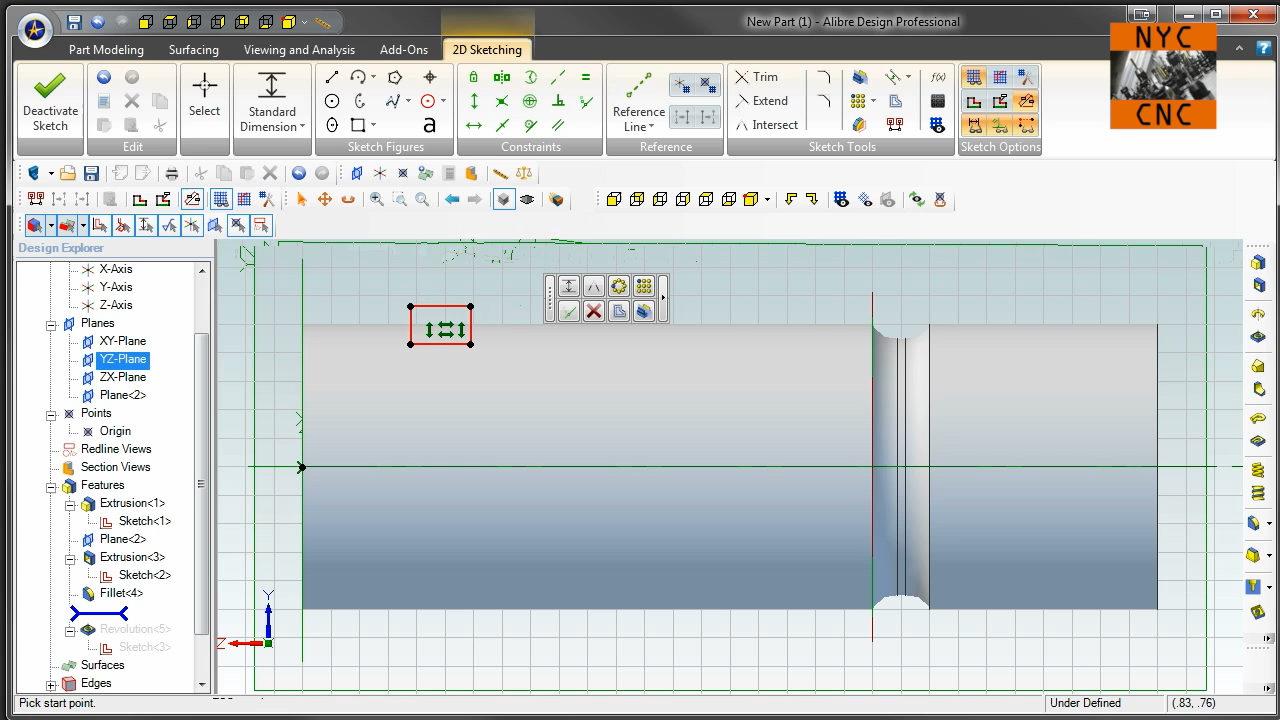 New Part (1) - Alibre Design Professional
NYC
CNC
Part Modeling
Surfacing
Viewing and Analysis
Add-Ons
2D Sketching
Deactivate
Sketch
Edit
Select
Standard
Dimension
Sketch Figures
a
Constraints
Reference
Line
Reference
Trim
Extend
Intersect
f(x)
Sketch Tools
Sketch Options
Design Explorer
X-Axis
Y-Axis
Z-Axis
Planes
XY-Plane
YZ-Plane
ZX-Plane
Plane<2>
Points
Origin
Redline Views
Section Views
Features
Extrusion<1>
Sketch<1>
Plane<2>
Extrusion<3>
Sketch<2>
Fillet<4>
Revolution<5>
Sketch<3>
Surfaces
Edges
Y
Z
Pick start point.
Under Defined
(.83, .76)